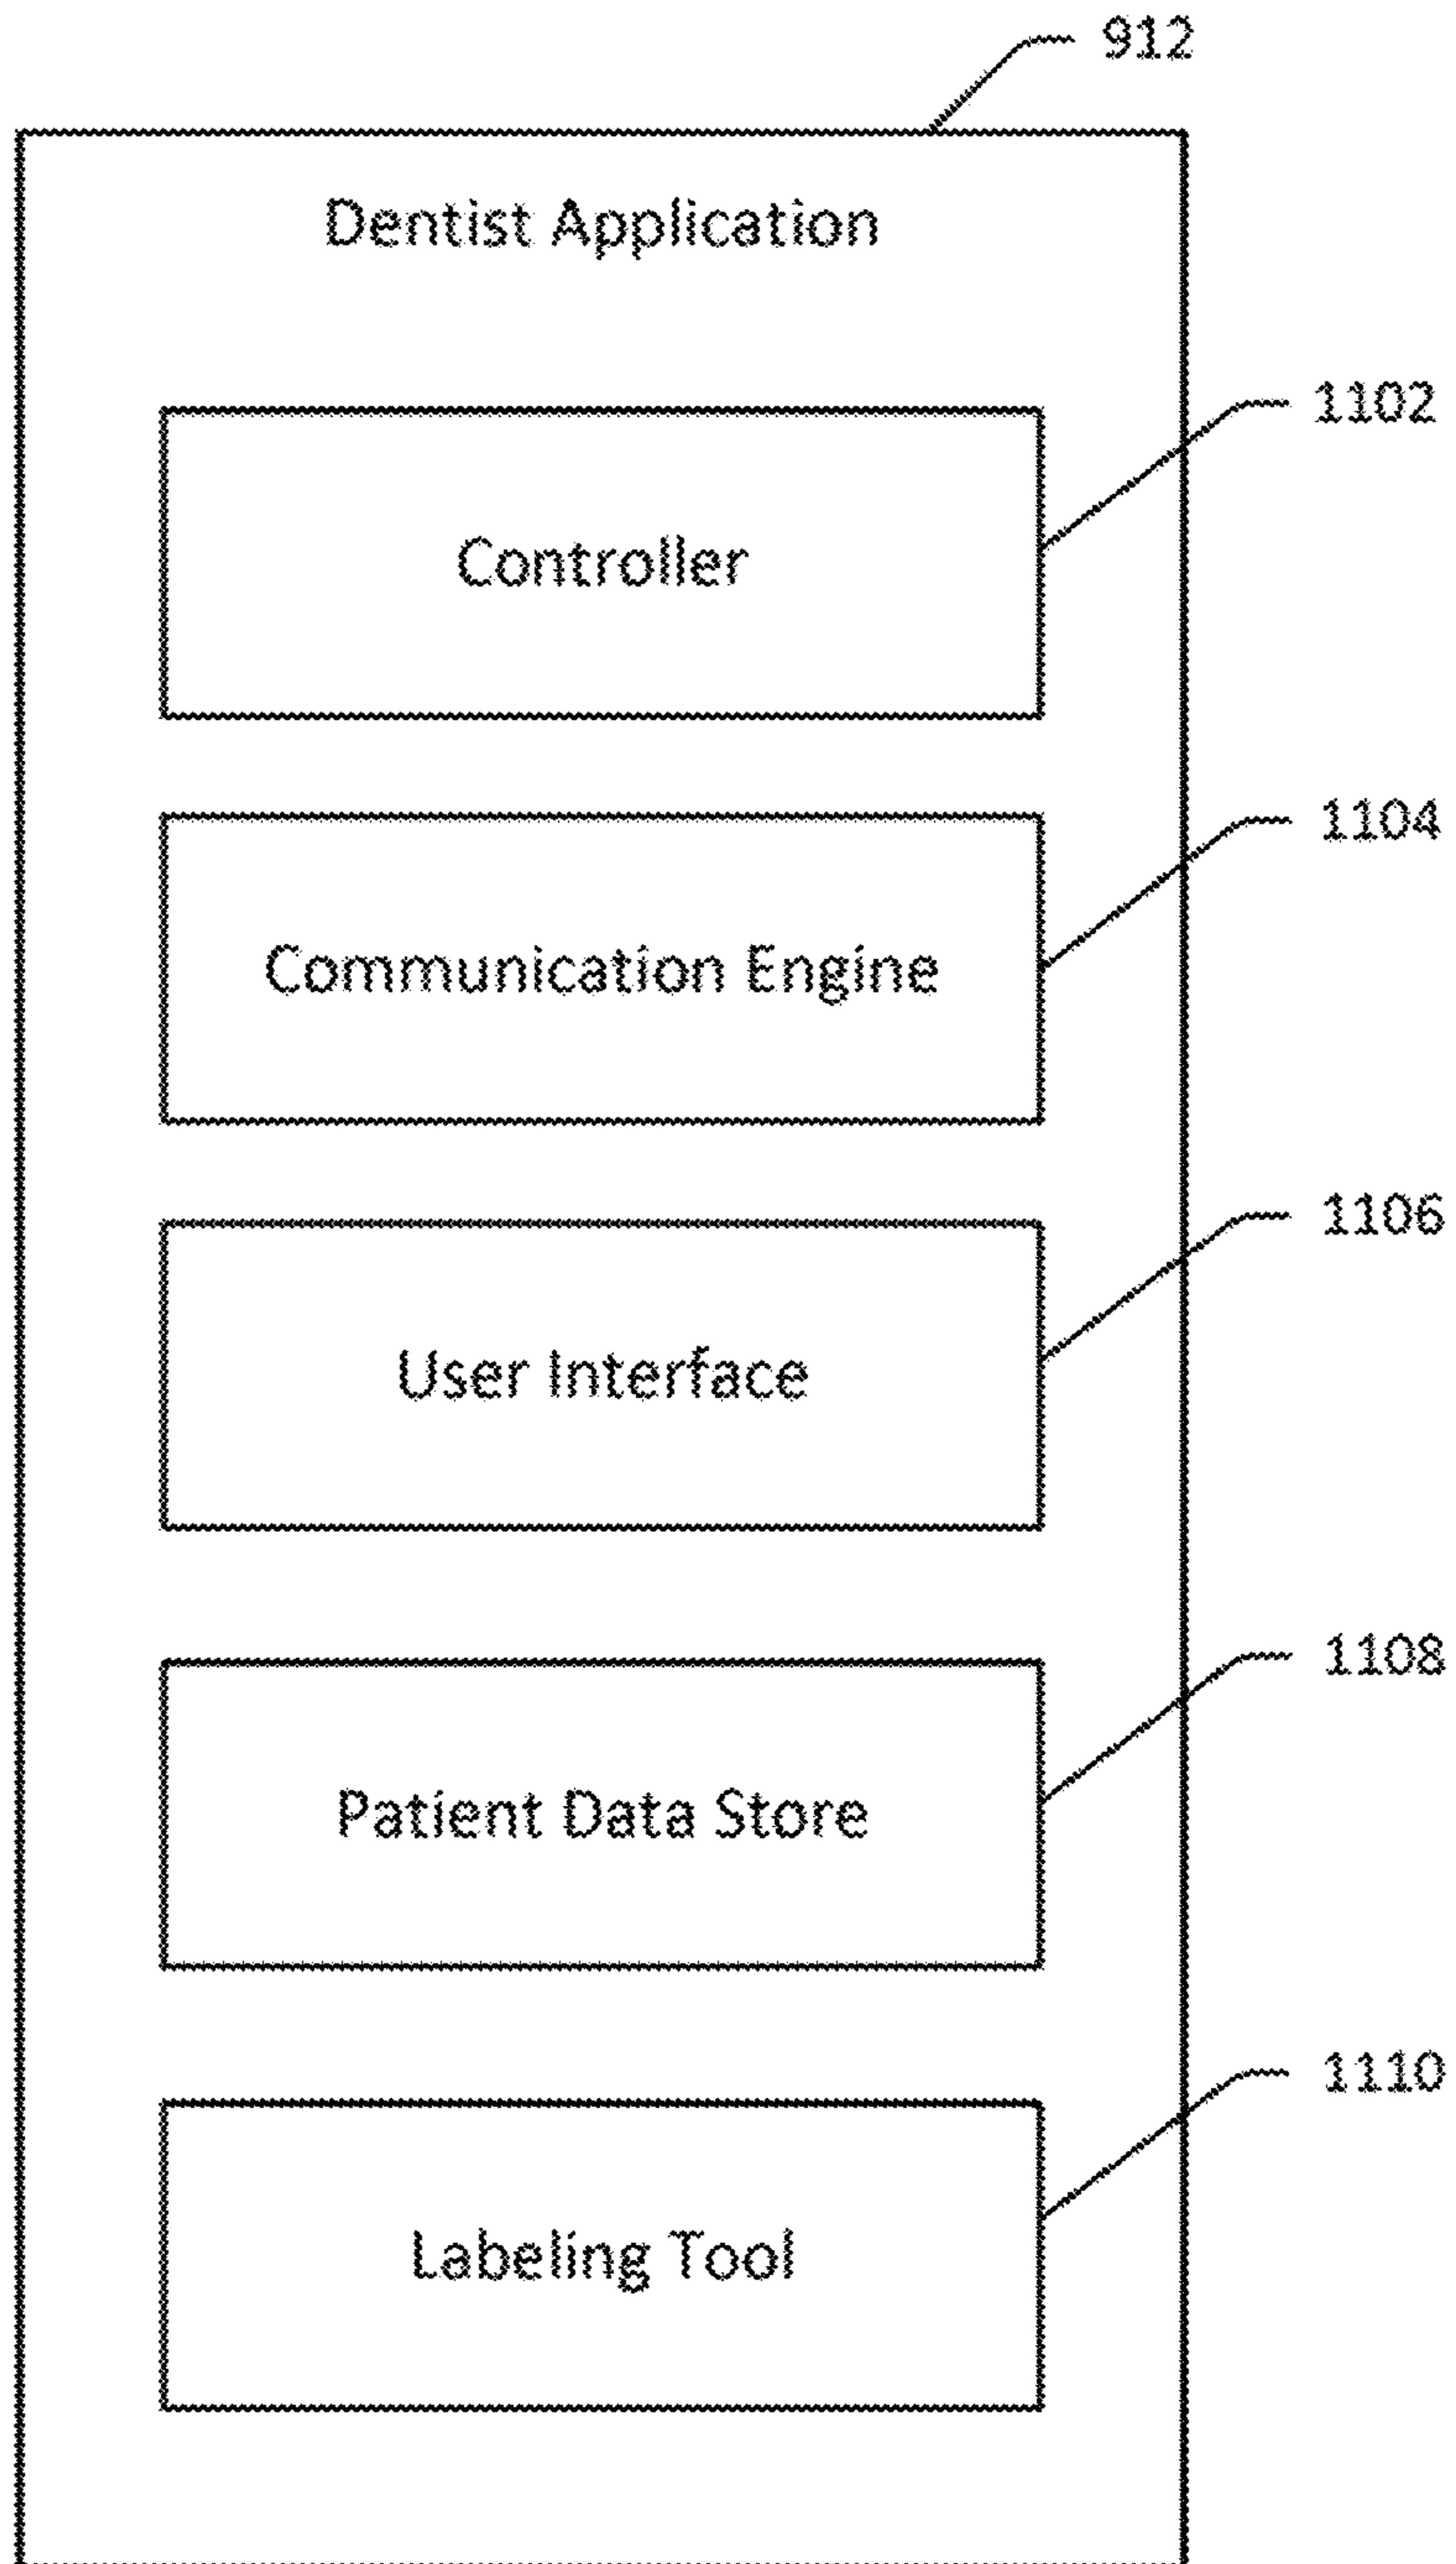 912
Dentist Application
1102
Controller
1104
Communication Engine
1106
User Interface
1108
Patient Data Store
1110
Labeling Tool